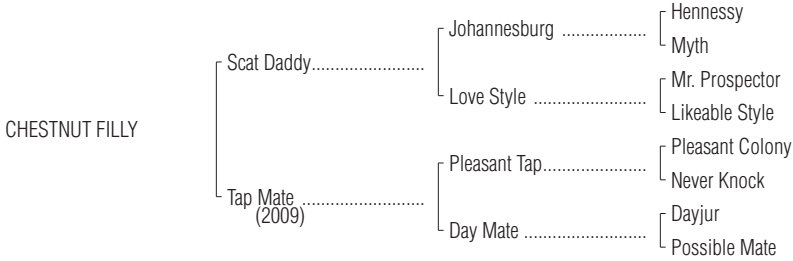 Hennessy
Johannesburg ..................
Myth
Scat Daddy........................
Mr. Prospector
Love Style ........................
Likeable Style
CHESTNUT FILLY
Pleasant Colony
Pleasant Tap......................
Never Knock
Tap Mate ..........................
(2009)
Dayjur
Day Mate ..........................
Possible Mate